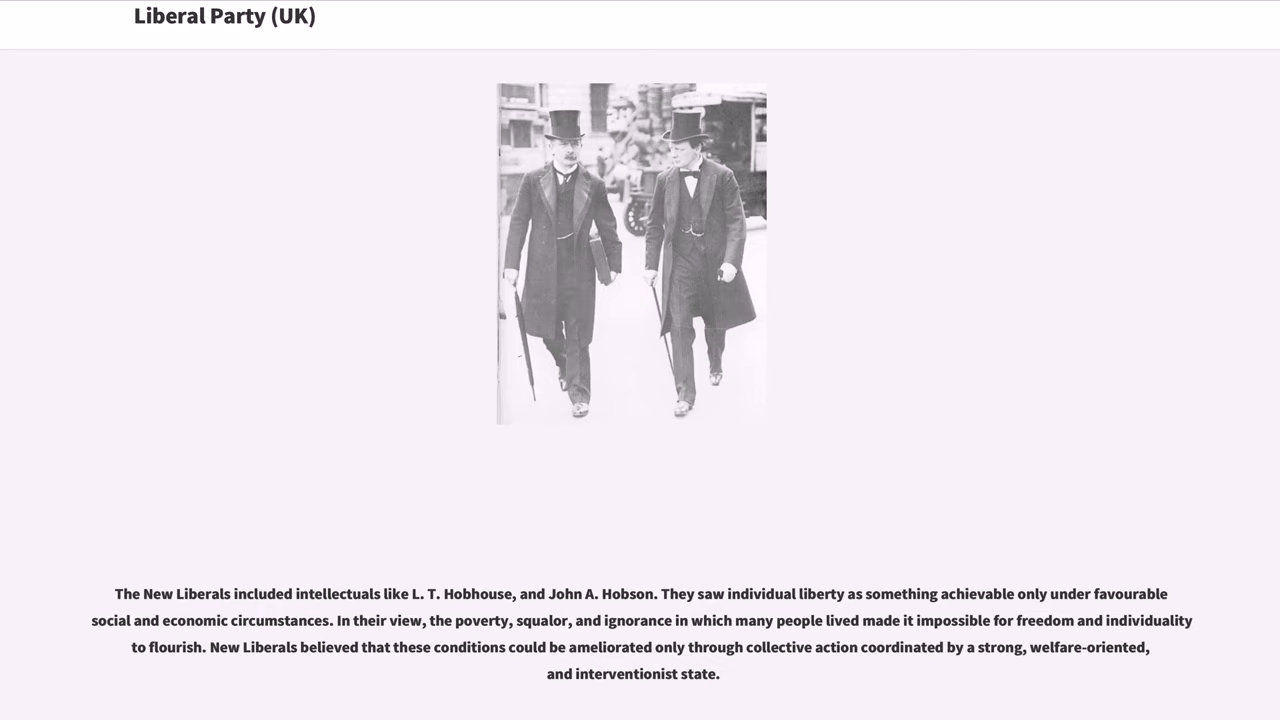 Liberal Party (UK)
The New Liberals included intellectuals like L. T. Hobhouse, and John A. Hobson. They saw individual liberty as something achievable only under favourable
social and economic circumstances. In their view, the poverty, squalor, and ignorance in which many people lived made it impossible for freedom and individuality
to flourish. New Liberals believed that these conditions could be ameliorated only through collective action coordinated by a strong, welfare-oriented,
and interventionist state.